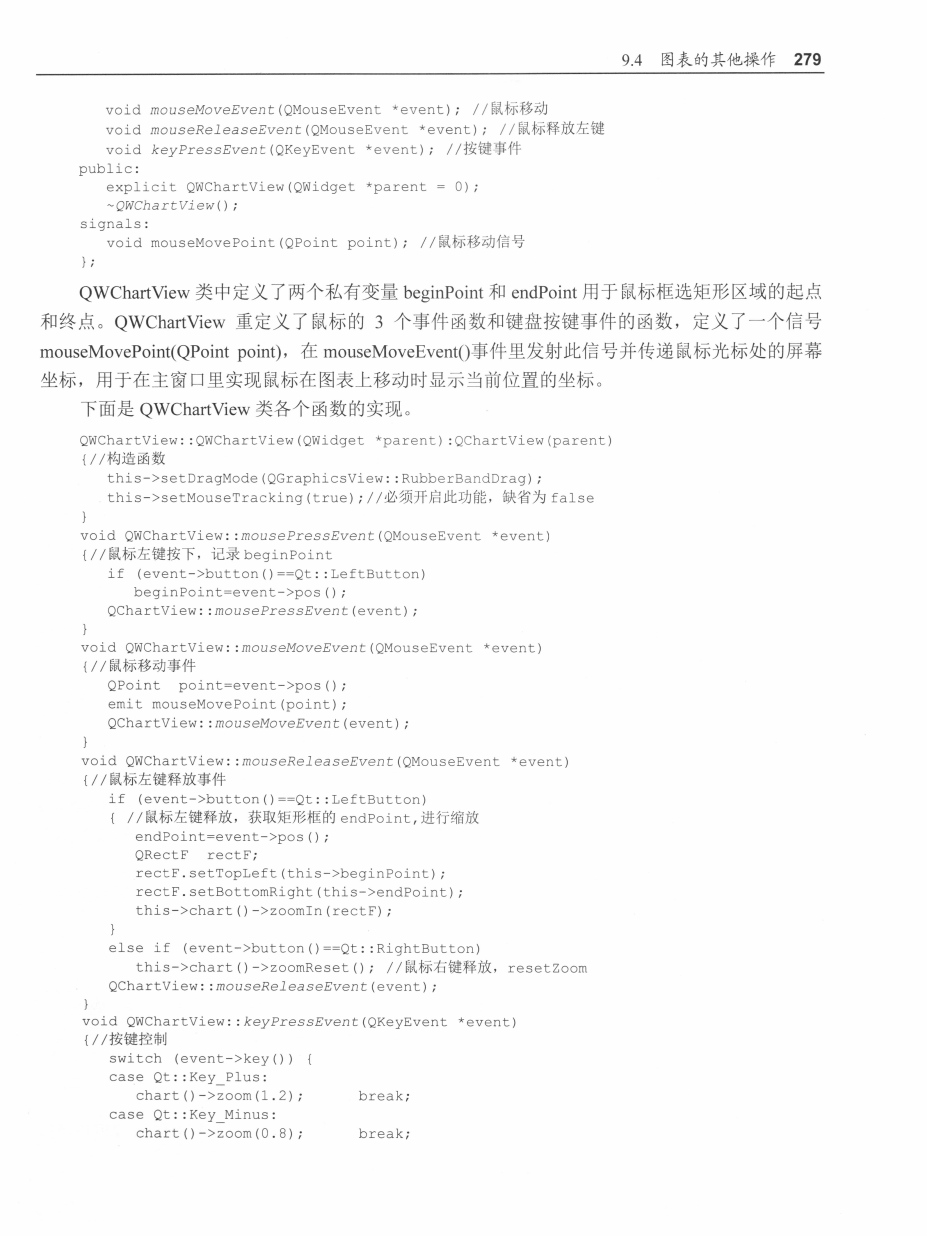 9.4 图表的其他操作 279
void mouseMoveEvent(QMouseEvent *event); //鼠标移动
void mouseReleaseEvent(QMouseEvent *event); //鼠标释放左键
void keyPressEvent(QKeyEvent *event); //按键事件
public:
explicit QWChartView(QWidget *parent = 0);
~QWChartView();
signals:
void mouseMovePoint(QPoint point); //鼠标移动信号
};
QWChartView 类中定义了两个私有变量 beginPoint 和 endPoint 用于鼠标框选矩形区域的起点
和终点。QWChartView 重定义了鼠标的 3 个事件函数和键盘按键事件的函数，定义了一个信号
mouseMovePoint(QPoint point)，在 mouseMoveEvent()事件里发射此信号并传递鼠标光标处的屏幕
坐标，用于在主窗口里实现鼠标在图表上移动时显示当前位置的坐标。
下面是 QWChartView 类各个函数的实现。
QWChartView::QWChartView(QWidget *parent):QChartView(parent)
{//构造函数
this->setDragMode(QGraphicsView::RubberBandDrag);
this->setMouseTracking(true);//必须开启此功能，缺省为 false
}
void QWChartView::mousePressEvent(QMouseEvent *event)
{//鼠标左键按下，记录 beginPoint
if (event->button()==Qt::LeftButton)
beginPoint=event->pos();
QChartView::mousePressEvent(event);
}
void QWChartView::mouseMoveEvent(QMouseEvent *event)
{//鼠标移动事件
QPoint point=event->pos();
emit mouseMovePoint(point);
QChartView::mouseMoveEvent(event);
}
void QWChartView::mouseReleaseEvent(QMouseEvent *event)
{//鼠标左键释放事件
if (event->button()==Qt::LeftButton)
{ //鼠标左键释放，获取矩形框的 endPoint,进行缩放
endPoint=event->pos();
QRectF rectF;
rectF.setTopLeft(this->beginPoint);
rectF.setBottomRight(this->endPoint);
this->chart()->zoomIn(rectF);
}
else if (event->button()==Qt::RightButton)
this->chart()->zoomReset(); //鼠标右键释放，resetZoom
QChartView::mouseReleaseEvent(event);
}
void QWChartView::keyPressEvent(QKeyEvent *event)
{//按键控制
switch (event->key()) {
case Qt::Key_Plus:
chart()->zoom(1.2); break;
case Qt::Key_Minus:
chart()->zoom(0.8); break;